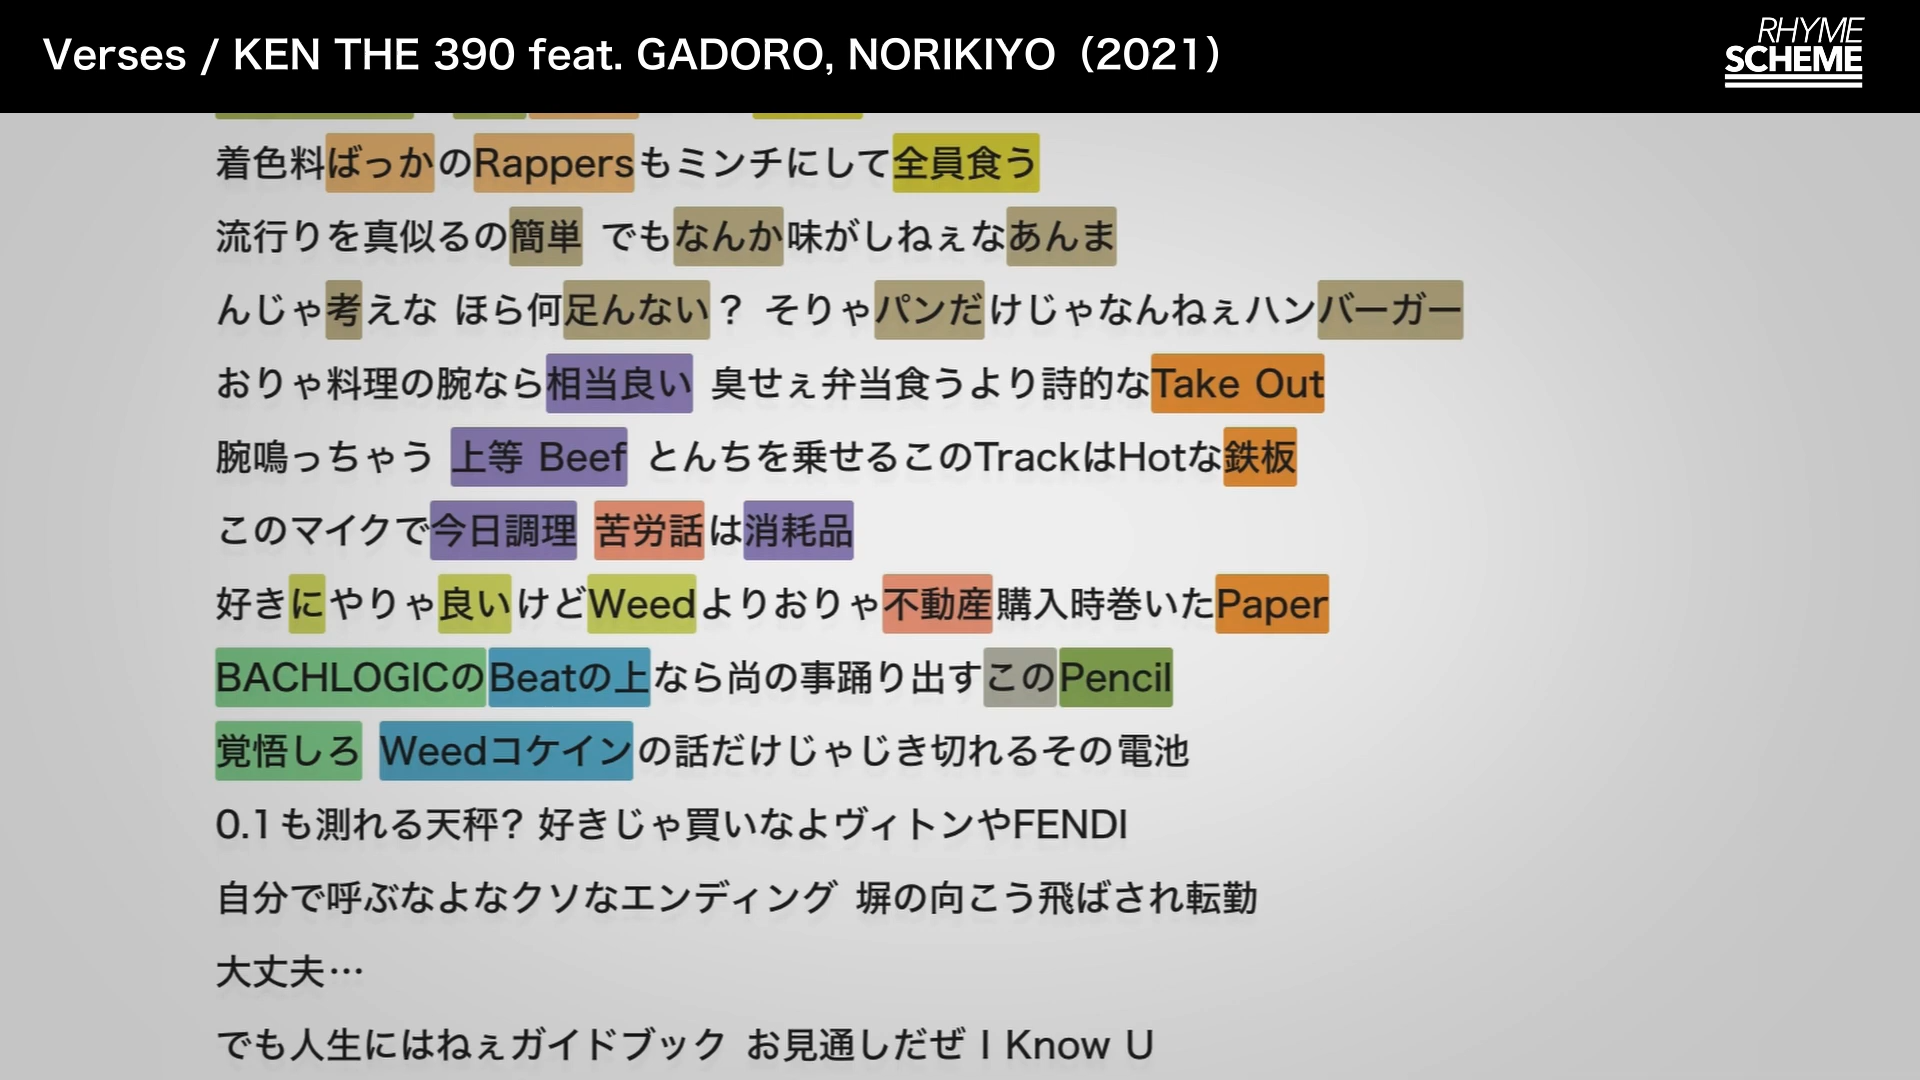 Verses / KEN THE 390 feat. GADORO, NORIKIYO（2021）
RHYME
SCHEME
着色料ばっかのRappersもミンチにして全員食う
流行りを真似るの簡単 でもなんか味がしねぇなあんま
んじゃ考えな ほら何足んない？ そりゃパンだけじゃなんねぇハンバーガー
おりゃ料理の腕なら相当良い 臭せぇ弁当食うより詩的なTake Out
腕鳴っちゃう 上等 Beef とんちを乗せるこのTrackはHotな鉄板
このマイクで今日調理 苦労話は消耗品
好きにやりゃ良いけどWeedよりおりゃ不動産購入時巻いたPaper
BACHLOGICのBeatの上なら尚の事踊り出すこのPencil
覚悟しろ Weedコケインの話だけじゃじき切れるその電池
0.1も測れる天秤? 好きじゃ買いなよヴィトンやFENDI
自分で呼ぶなよなクソなエンディング 塀の向こう飛ばされ転勤
大丈夫…
でも人生にはねぇガイドブック お見通しだぜ I Know U